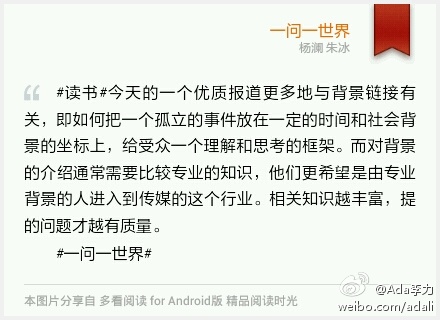 一问一世界
杨澜 朱冰
“ #读书#今天的一个优质报道更多地与背景链接有
关，即如何把一个孤立的事件放在一定的时间和社会背
景的坐标上，给受众一个理解和思考的框架。而对背景
的介绍通常需要比较专业的知识，他们更希望是由专业
背景的人进入到传媒的这个行业。相关知识越丰富，提
的问题才越有质量。
#一问一世界#
@Ada李力
本图片分享自 多看阅读 for Android版 精品阅读时光
weibo.com/adali